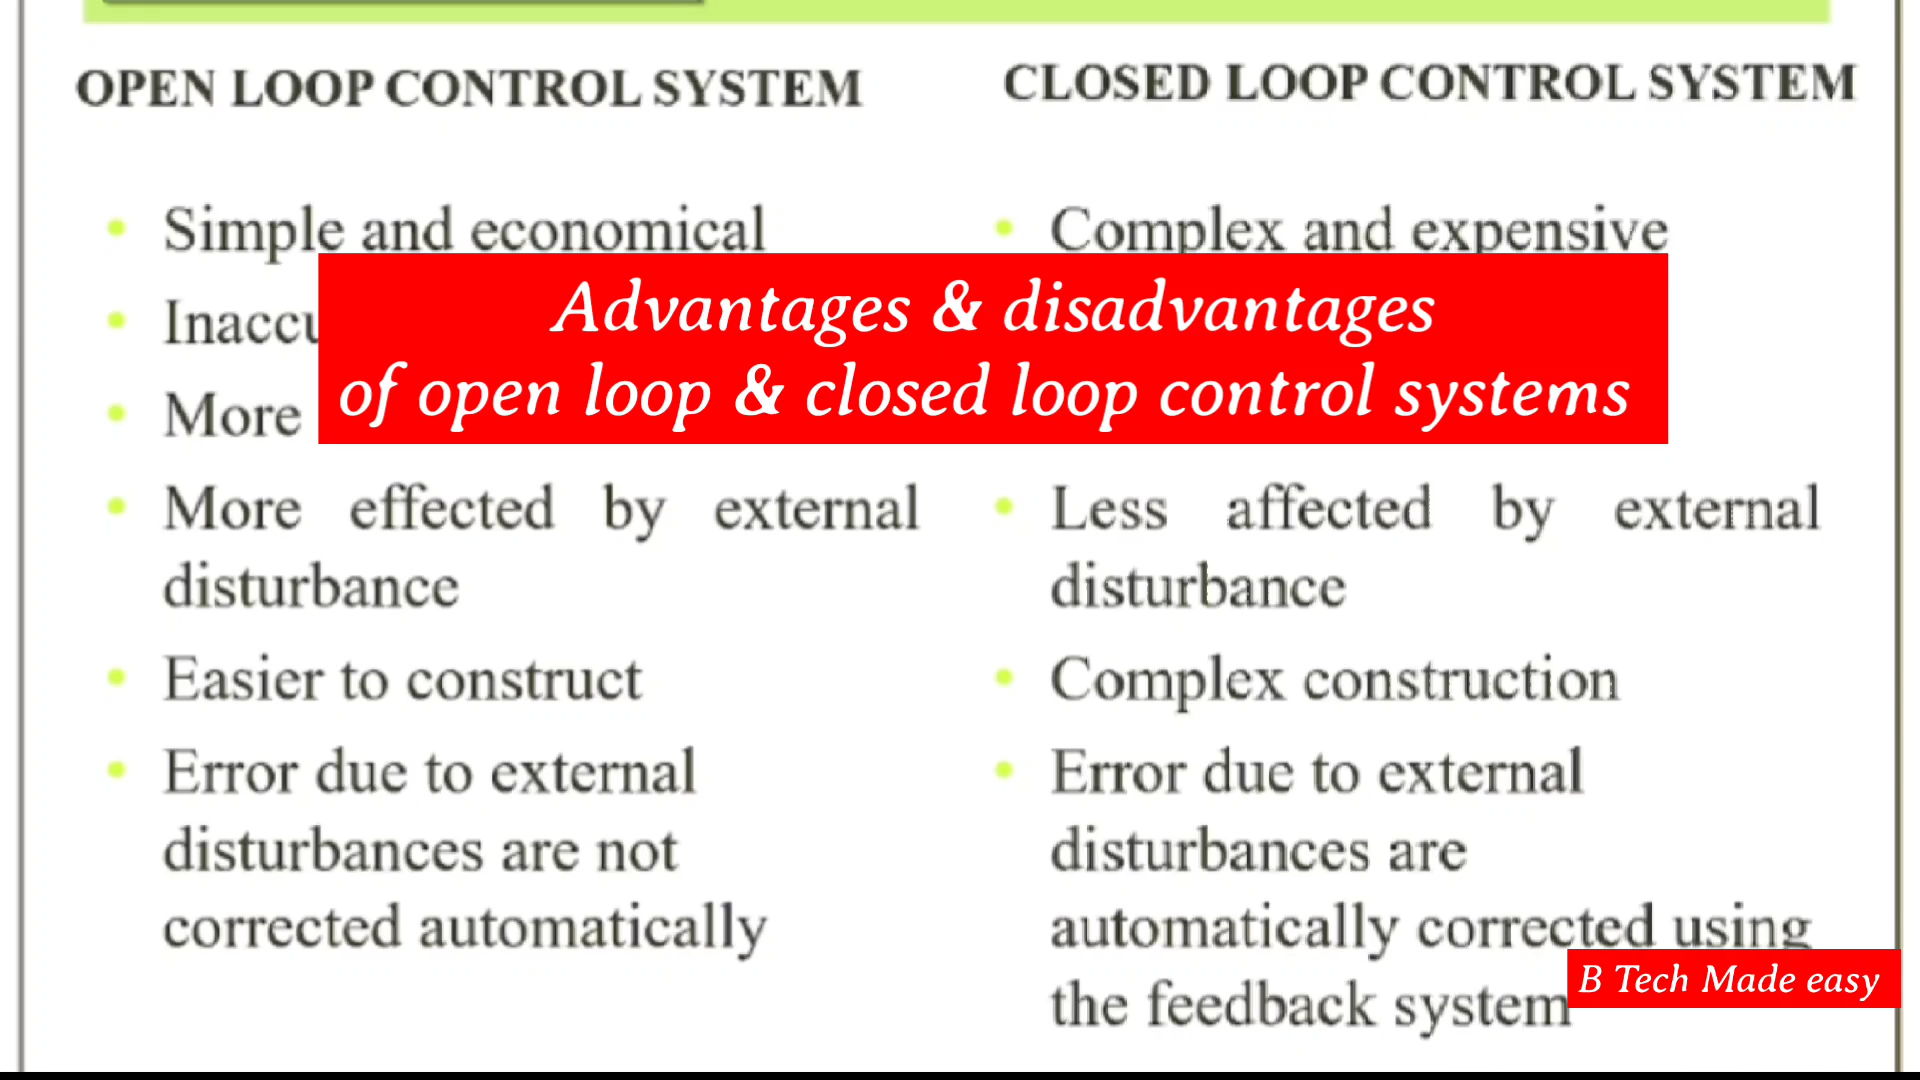 OPEN LOOP CONTROL SYSTEM
Simple and economical
More
More effected by external
disturbance
Easier to construct
Error due to external
disturbances are not
corrected automatically
CLOSED LOOP CONTROL SYSTEM
Complex and expensive
Less affected by external
disturbance
Complex construction
Error due to external
disturbances are
automatically corrected using
the feedback system
Advantages & disadvantages
of open loop & closed loop control systems
B Tech Made easy